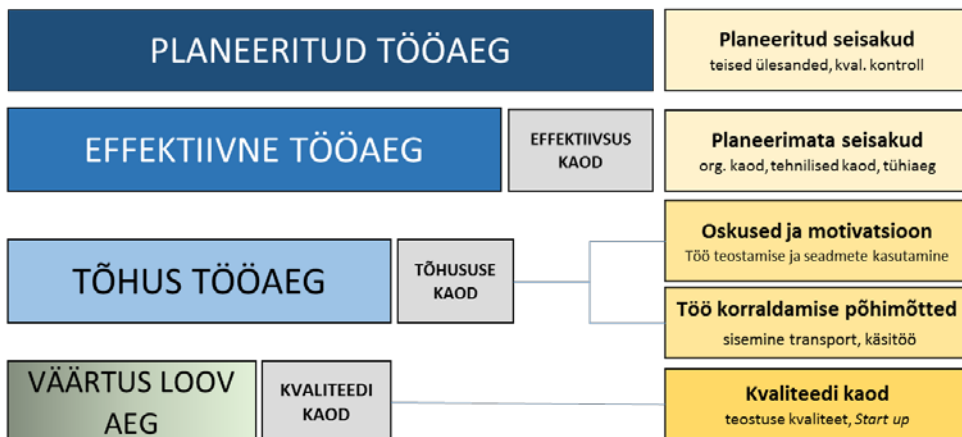 PLANEERITUD TÖÖAEG
Planeeritud seisakud
teised ülesanded, kval. kontroll
EFFEKTIIVNE TÖÖAEG
EFFEKTIIVSUS
KAOD
Planeerimata seisakud
org. kaod, tehnilised kaod, tühiaeg
TÕHUS TÖÖAEG
TÕHUSUSE
KAOD
Oskused ja motivatsioon
Töö teostamise ja seadmete kasutamine
Töö korraldamise põhimõtted
sisemine transport, käsitöö
VÄÄRTUS LOOV
AEG
KVALITEEDI
KAOD
Kvaliteedi kaod
teostuse kvaliteet, Start up